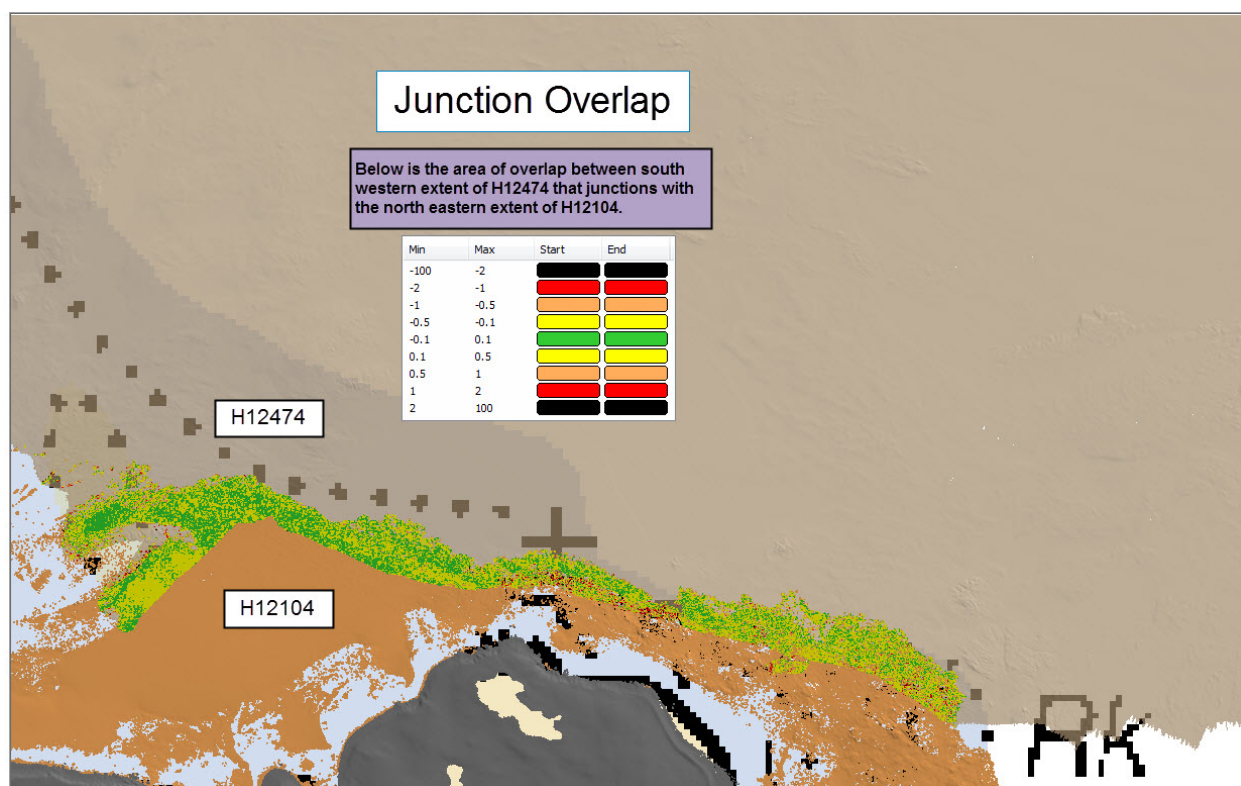 Junction Overlap
Below is the area of overlap between south
western extent of H12474 that junctions with
the north eastern extent of H12104.
Min Max Start End
-100 -2
-2 -1
-1 -0.5
-0.5 -0.1
-0.1 0.1
0.1 0.5
0.5 1
1 2
2 100
H12474
H12104
Rk